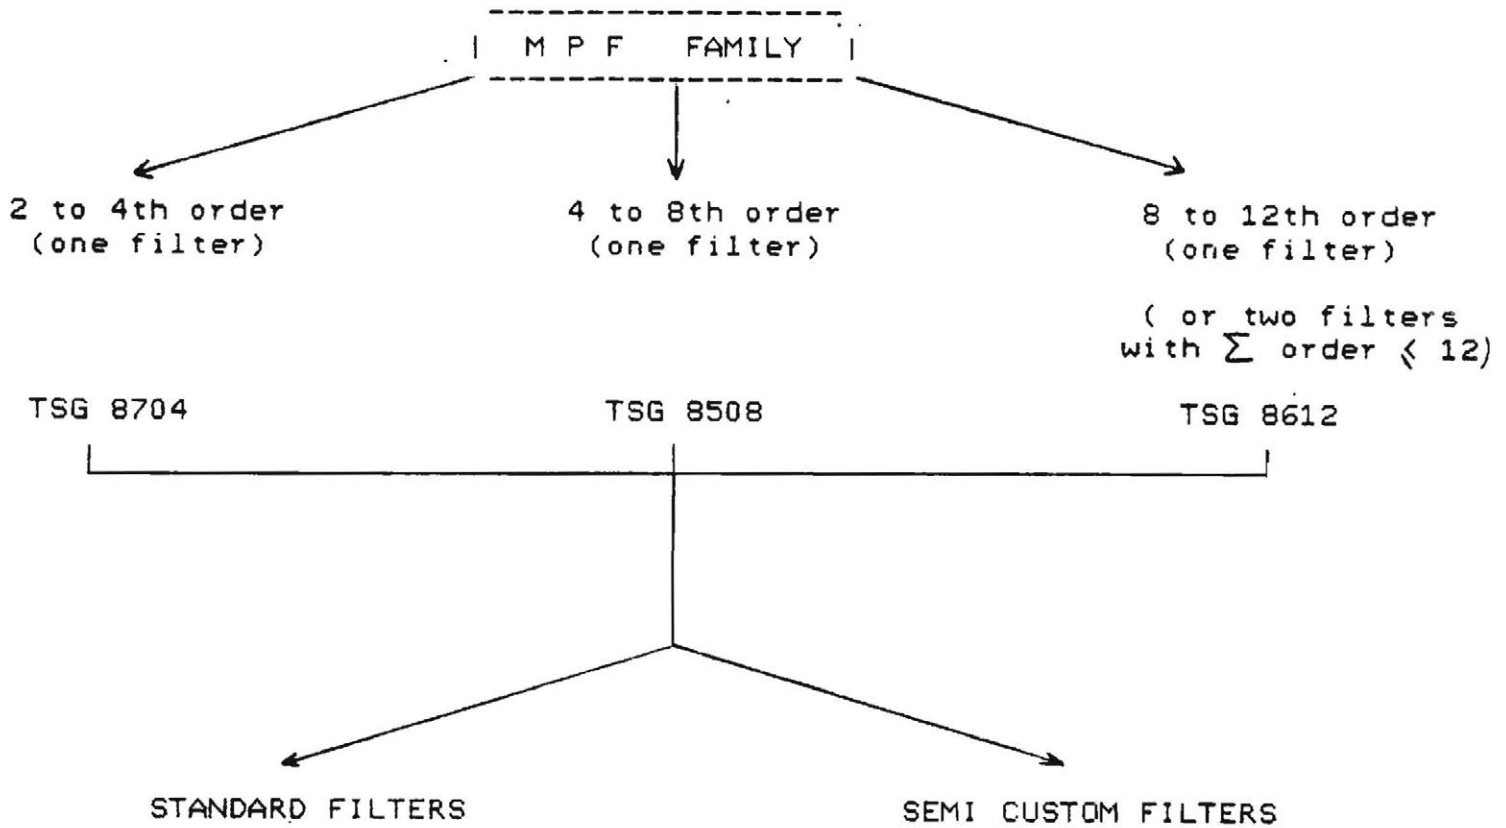 M P F FAMILY
2 to 4th order
(one filter)
4 to 8th order
(one filter)
8 to 12th order
(one filter)
( or two filters
with Σ order ⩽ 12)
TSG 8704
TSG 8508
TSG 8612
STANDARD FILTERS
SEMI CUSTOM FILTERS